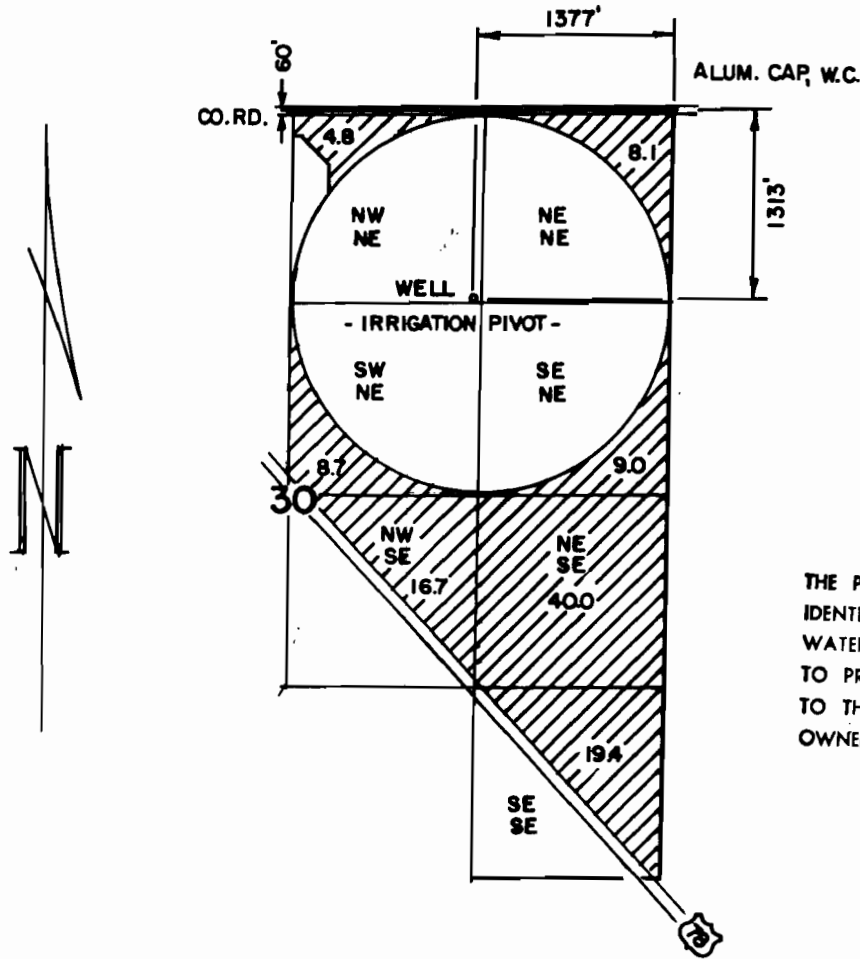 1377'
60'
ALUM. CAP, W.C.
CO. RD.
4.8
8.1
1313'
NW
NE
NE
NE
WELL
- IRRIGATION PIVOT -
SW
NE
SE
NE
8.7
9.0
30
NW
SE
16.7
NE
SE
40.0
THE P
IDENTI
WATER
TO PR
TO TH
OWNE
19.4
SE
SE
78
N